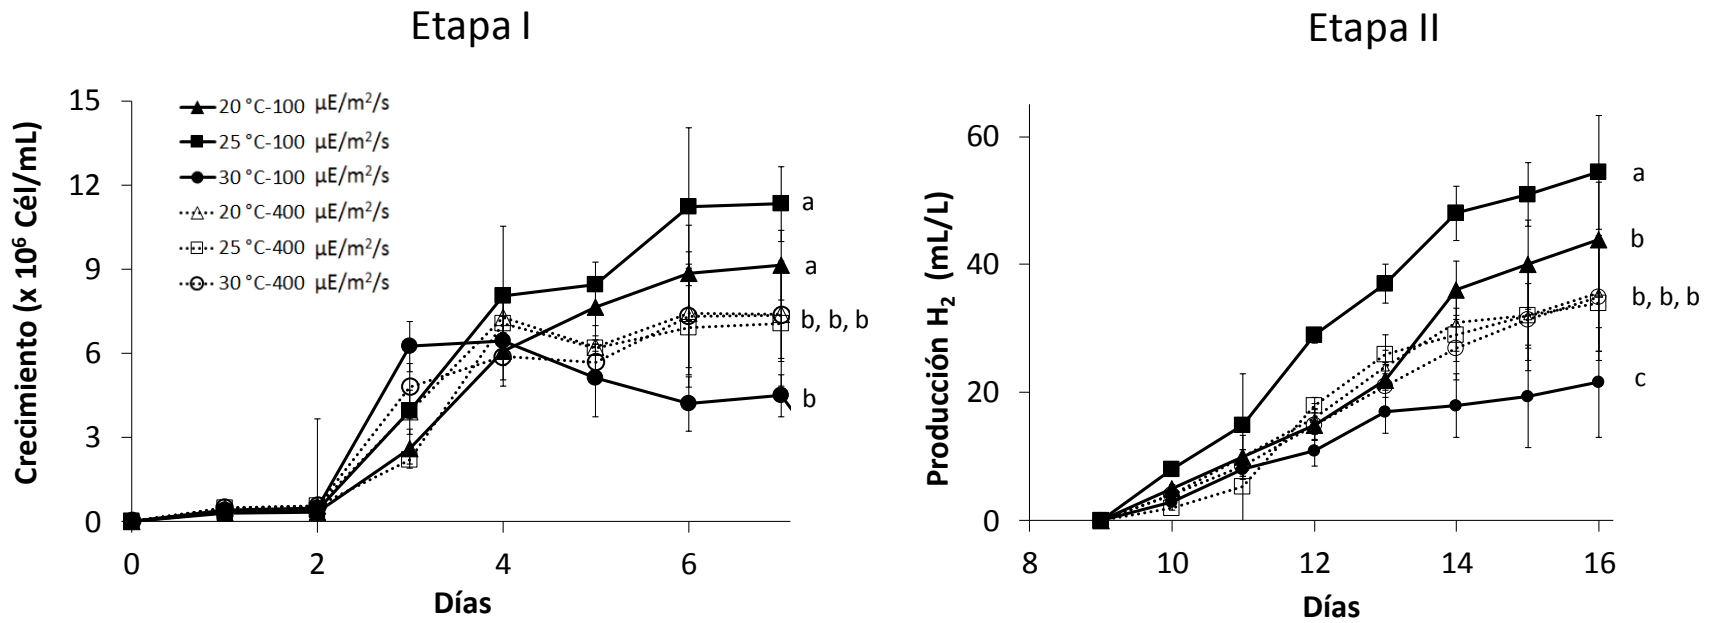 Etapa I
Crecimiento (x 10⁶ Cél/mL)
15
12
9
6
3
0
20 °C-100 µE/m²/s
25 °C-100 µE/m²/s
30 °C-100 µE/m²/s
20 °C-400 µE/m²/s
25 °C-400 µE/m²/s
30 °C-400 µE/m²/s
a
a
b, b, b
b
0 2 4 6
Días
Etapa II
Producción H₂ (mL/L)
60
40
20
0
a
b
b, b, b
c
8 10 12 14 16
Días